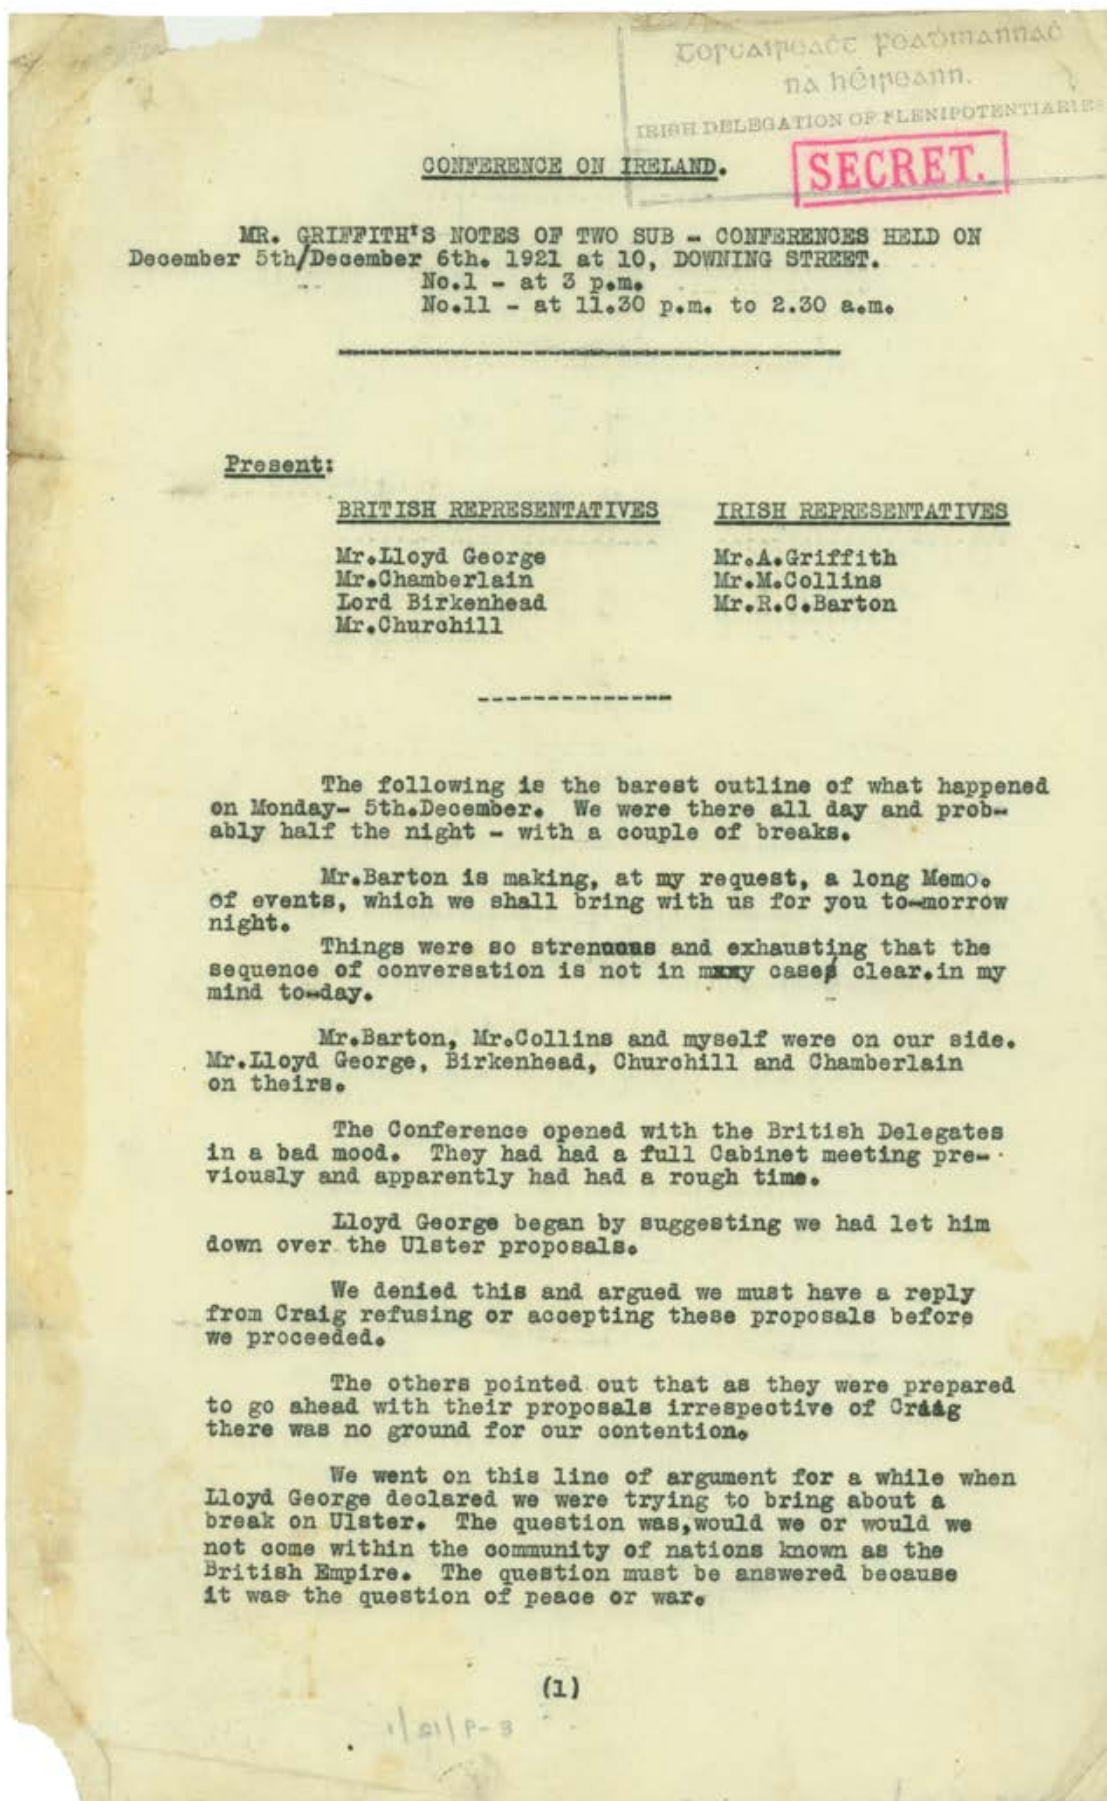 Toscaireacht Feadhmannach
na hÉireann.
IRISH DELEGATION OF PLENIPOTENTIARIES
SECRET.
CONFERENCE ON IRELAND.
MR. GRIFFITH'S NOTES OF TWO SUB - CONFERENCES HELD ON
December 5th/December 6th. 1921 at 10, DOWNING STREET.
No.1 - at 3 p.m.
No.11 - at 11.30 p.m. to 2.30 a.m.
Present:
BRITISH REPRESENTATIVES IRISH REPRESENTATIVES
Mr.Lloyd George Mr.A.Griffith
Mr.Chamberlain Mr.M.Collins
Lord Birkenhead Mr.R.C.Barton
Mr.Churchill
The following is the barest outline of what happened
on Monday- 5th.December. We were there all day and prob-
ably half the night - with a couple of breaks.
Mr.Barton is making, at my request, a long Memo.
of events, which we shall bring with us for you to-morrow
night.
Things were so strenuous and exhausting that the
sequence of conversation is not in case clear.in my
mind to-day.
Mr.Barton, Mr.Collins and myself were on our side.
Mr.Lloyd George, Birkenhead, Churchill and Chamberlain
on theirs.
The Conference opened with the British Delegates
in a bad mood. They had had a full Cabinet meeting pre-
viously and apparently had had a rough time.
Lloyd George began by suggesting we had let him
down over the Ulster proposals.
We denied this and argued we must have a reply
from Craig refusing or accepting these proposals before
we proceeded.
The others pointed out that as they were prepared
to go ahead with their proposals irrespective of Craig
there was no ground for our contention.
We went on this line of argument for a while when
Lloyd George declared we were trying to bring about a
break on Ulster. The question was,would we or would we
not come within the community of nations known as the
British Empire. The question must be answered because
it was the question of peace or war.
(1)